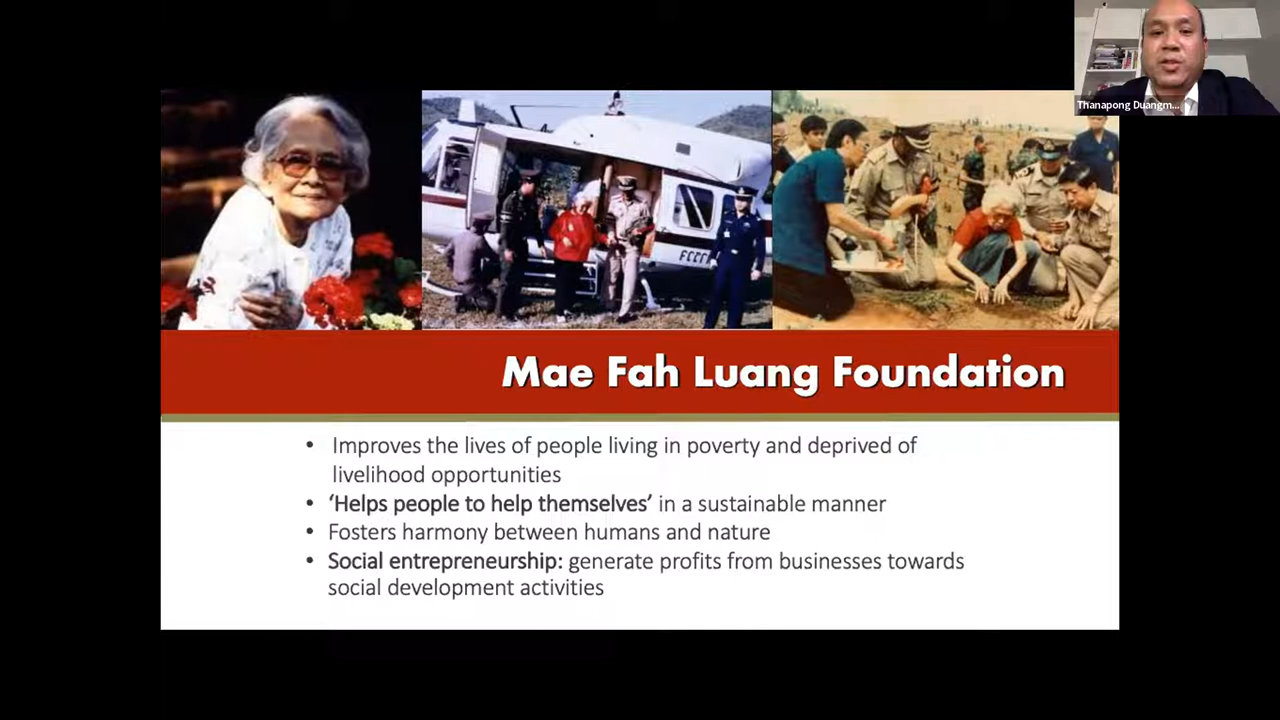 Thanapong Duangm...
Mae Fah Luang Foundation
• Improves the lives of people living in poverty and deprived of
livelihood opportunities
• ‘Helps people to help themselves’ in a sustainable manner
• Fosters harmony between humans and nature
• Social entrepreneurship: generate profits from businesses towards
social development activities